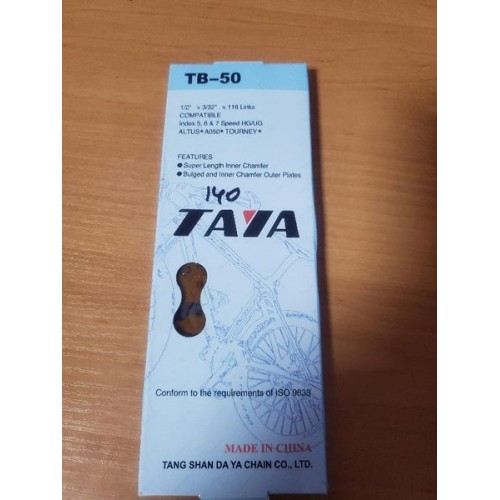 TB-50
1/2" x 3/32" x 116 Links
COMPATIBLE
Index 5, 6 & 7 Speed HG/UG
ALTUS• A050• TOURNEY•
FEATURES
● Super Length Inner Chamfer
● Bulged and Inner Chamfer Outer Plates
140
TAYA
Conform to the requirements of ISO 9633
MADE IN CHINA
TANG SHAN DA YA CHAIN CO., LTD.